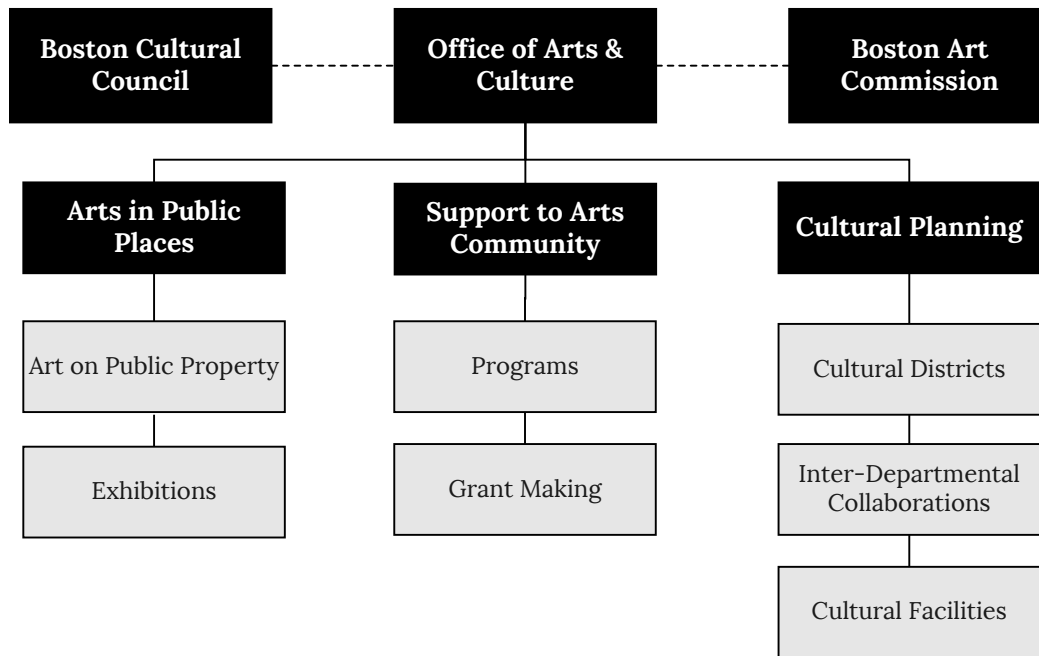 Boston Cultural
Council
Office of Arts &
Culture
Boston Art
Commission
Arts in Public
Places
Support to Arts
Community
Cultural Planning
Art on Public Property
Programs
Cultural Districts
Exhibitions
Grant Making
Inter-Departmental
Collaborations
Cultural Facilities